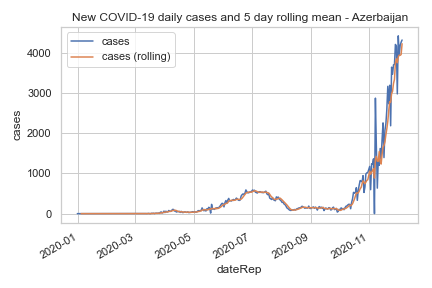 New COVID-19 daily cases and 5 day rolling mean - Azerbaijan
cases
cases (rolling)
4000
3000
2000
1000
0
cases
2020-01
2020-03
2020-05
2020-07
2020-09
2020-11
dateRep